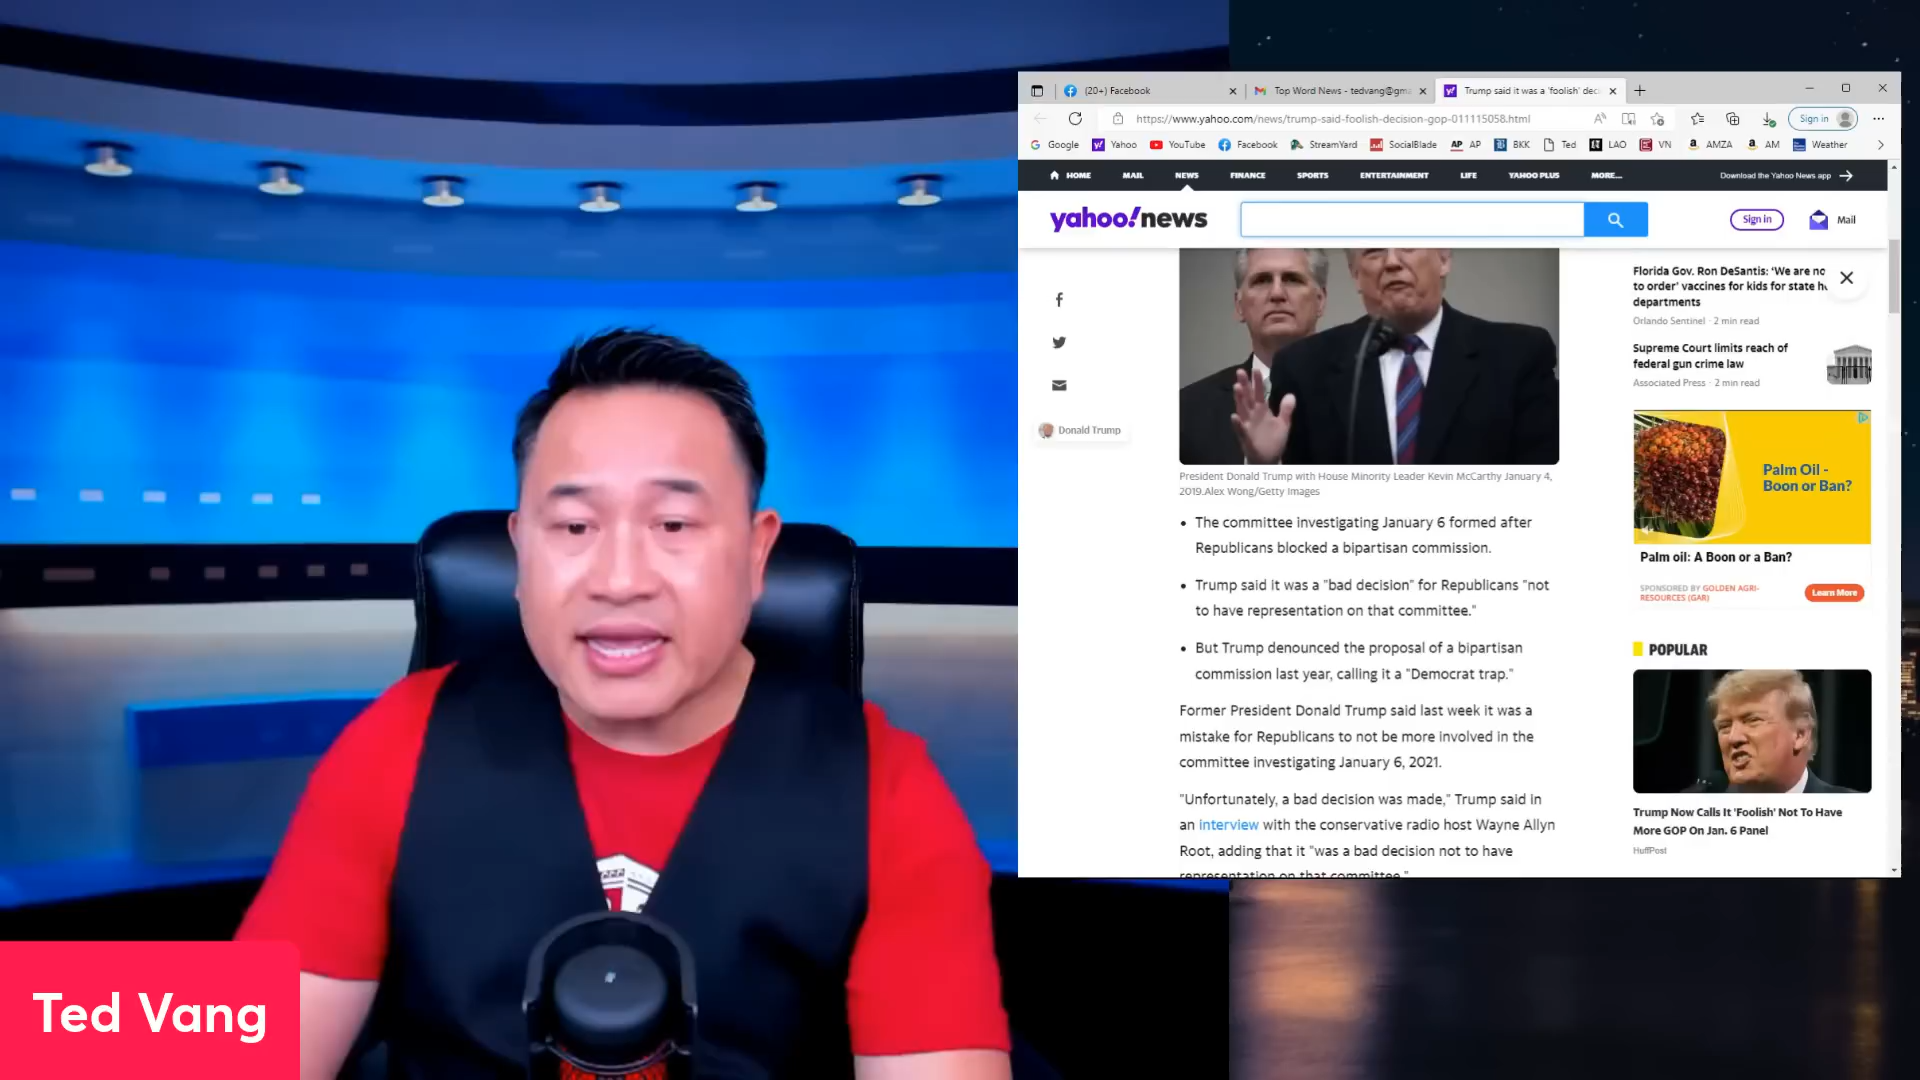 (20+) Facebook
Top Word News - tedvang@gma
Trump said it was a 'foolish' dec
https://www.yahoo.com/news/trump-said-foolish-decision-gop-011115058.html
Sign in
Google
Yahoo
YouTube
Facebook
StreamYard
SocialBlade
AP AP
BKK
Ted
LAO
VN
AMZA
AM
Weather
HOME
MAIL
NEWS
FINANCE
SPORTS
ENTERTAINMENT
LIFE
YAHOO PLUS
MORE...
Download the Yahoo News app
yahoo!news
Sign in
Mail
Donald Trump
President Donald Trump with House Minority Leader Kevin McCarthy January 4,
2019.Alex Wong/Getty Images
• The committee investigating January 6 formed after
Republicans blocked a bipartisan commission.
• Trump said it was a "bad decision" for Republicans "not
to have representation on that committee."
• But Trump denounced the proposal of a bipartisan
commission last year, calling it a "Democrat trap."
Former President Donald Trump said last week it was a
mistake for Republicans to not be more involved in the
committee investigating January 6, 2021.
"Unfortunately, a bad decision was made," Trump said in
an interview with the conservative radio host Wayne Allyn
Root, adding that it "was a bad decision not to have
representation on that committee."
Florida Gov. Ron DeSantis: 'We are no
to order' vaccines for kids for state h
departments
Orlando Sentinel · 2 min read
Supreme Court limits reach of
federal gun crime law
Associated Press · 2 min read
Palm Oil -
Boon or Ban?
Palm oil: A Boon or a Ban?
SPONSORED BY GOLDEN AGRI-
RESOURCES (GAR)
Learn More
POPULAR
Trump Now Calls It 'Foolish' Not To Have
More GOP On Jan. 6 Panel
HuffPost
Ted Vang